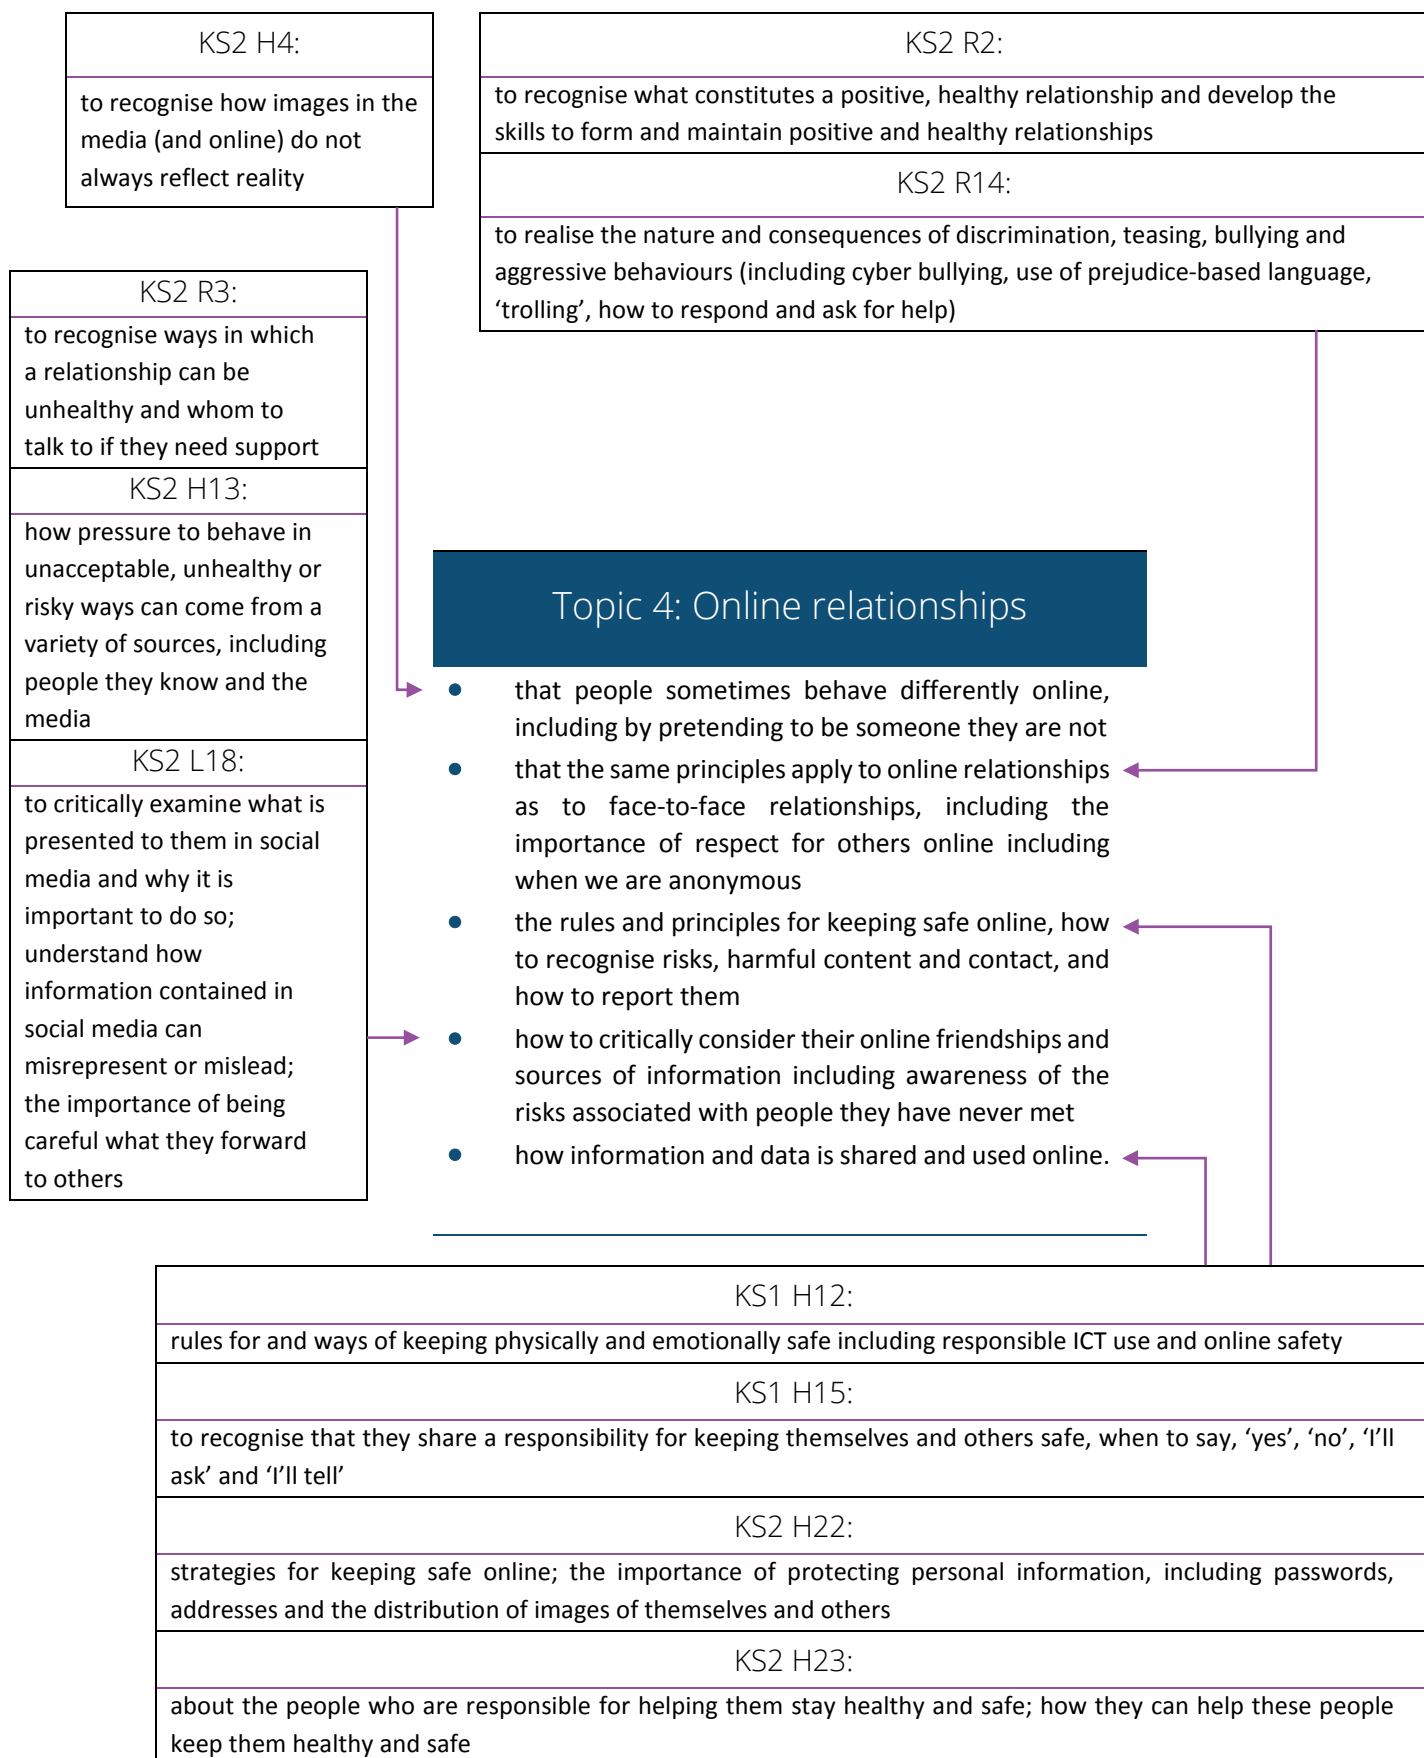 KS2 H4:
to recognise how images in the
media (and online) do not
always reflect reality
KS2 R2:
to recognise what constitutes a positive, healthy relationship and develop the
skills to form and maintain positive and healthy relationships
KS2 R14:
to realise the nature and consequences of discrimination, teasing, bullying and
aggressive behaviours (including cyber bullying, use of prejudice-based language,
‘trolling’, how to respond and ask for help)
KS2 R3:
to recognise ways in which
a relationship can be
unhealthy and whom to
talk to if they need support
KS2 H13:
how pressure to behave in
unacceptable, unhealthy or
risky ways can come from a
variety of sources, including
people they know and the
media
KS2 L18:
to critically examine what is
presented to them in social
media and why it is
important to do so;
understand how
information contained in
social media can
misrepresent or mislead;
the importance of being
careful what they forward
to others
Topic 4: Online relationships
• that people sometimes behave differently online,
including by pretending to be someone they are not
• that the same principles apply to online relationships
as to face-to-face relationships, including the
importance of respect for others online including
when we are anonymous
• the rules and principles for keeping safe online, how
to recognise risks, harmful content and contact, and
how to report them
• how to critically consider their online friendships and
sources of information including awareness of the
risks associated with people they have never met
• how information and data is shared and used online.
KS1 H12:
rules for and ways of keeping physically and emotionally safe including responsible ICT use and online safety
KS1 H15:
to recognise that they share a responsibility for keeping themselves and others safe, when to say, ‘yes’, ‘no’, ‘I’ll
ask’ and ‘I’ll tell’
KS2 H22:
strategies for keeping safe online; the importance of protecting personal information, including passwords,
addresses and the distribution of images of themselves and others
KS2 H23:
about the people who are responsible for helping them stay healthy and safe; how they can help these people
keep them healthy and safe